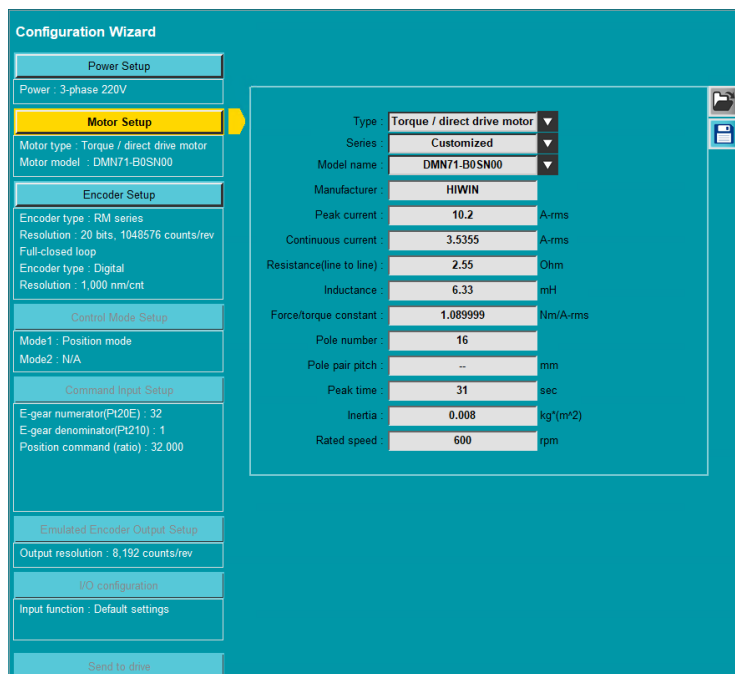 Configuration Wizard
Power Setup
Power : 3-phase 220V
Motor Setup
Motor type : Torque / direct drive motor
Motor model : DMN71-B0SN00
Encoder Setup
Encoder type : RM series
Resolution : 20 bits, 1048576 counts/rev
Full-closed loop
Encoder type : Digital
Resolution : 1,000 nm/cnt
Control Mode Setup
Mode1 : Position mode
Mode2 : N/A
Command Input Setup
E-gear numerator(Pt20E) : 32
E-gear denominator(Pt210) : 1
Position command (ratio) : 32.000
Emulated Encoder Output Setup
Output resolution : 8,192 counts/rev
I/O configuration
Input function : Default settings
Send to drive
Type : Torque / direct drive motor
Series : Customized
Model name : DMN71-B0SN00
Manufacturer : HIWIN
Peak current : 10.2 A-rms
Continuous current : 3.5355 A-rms
Resistance(line to line) : 2.55 Ohm
Inductance : 6.33 mH
Force/torque constant : 1.089999 Nm/A-rms
Pole number : 16
Pole pair pitch : -- mm
Peak time : 31 sec
Inertia : 0.008 kg*(m^2)
Rated speed : 600 rpm